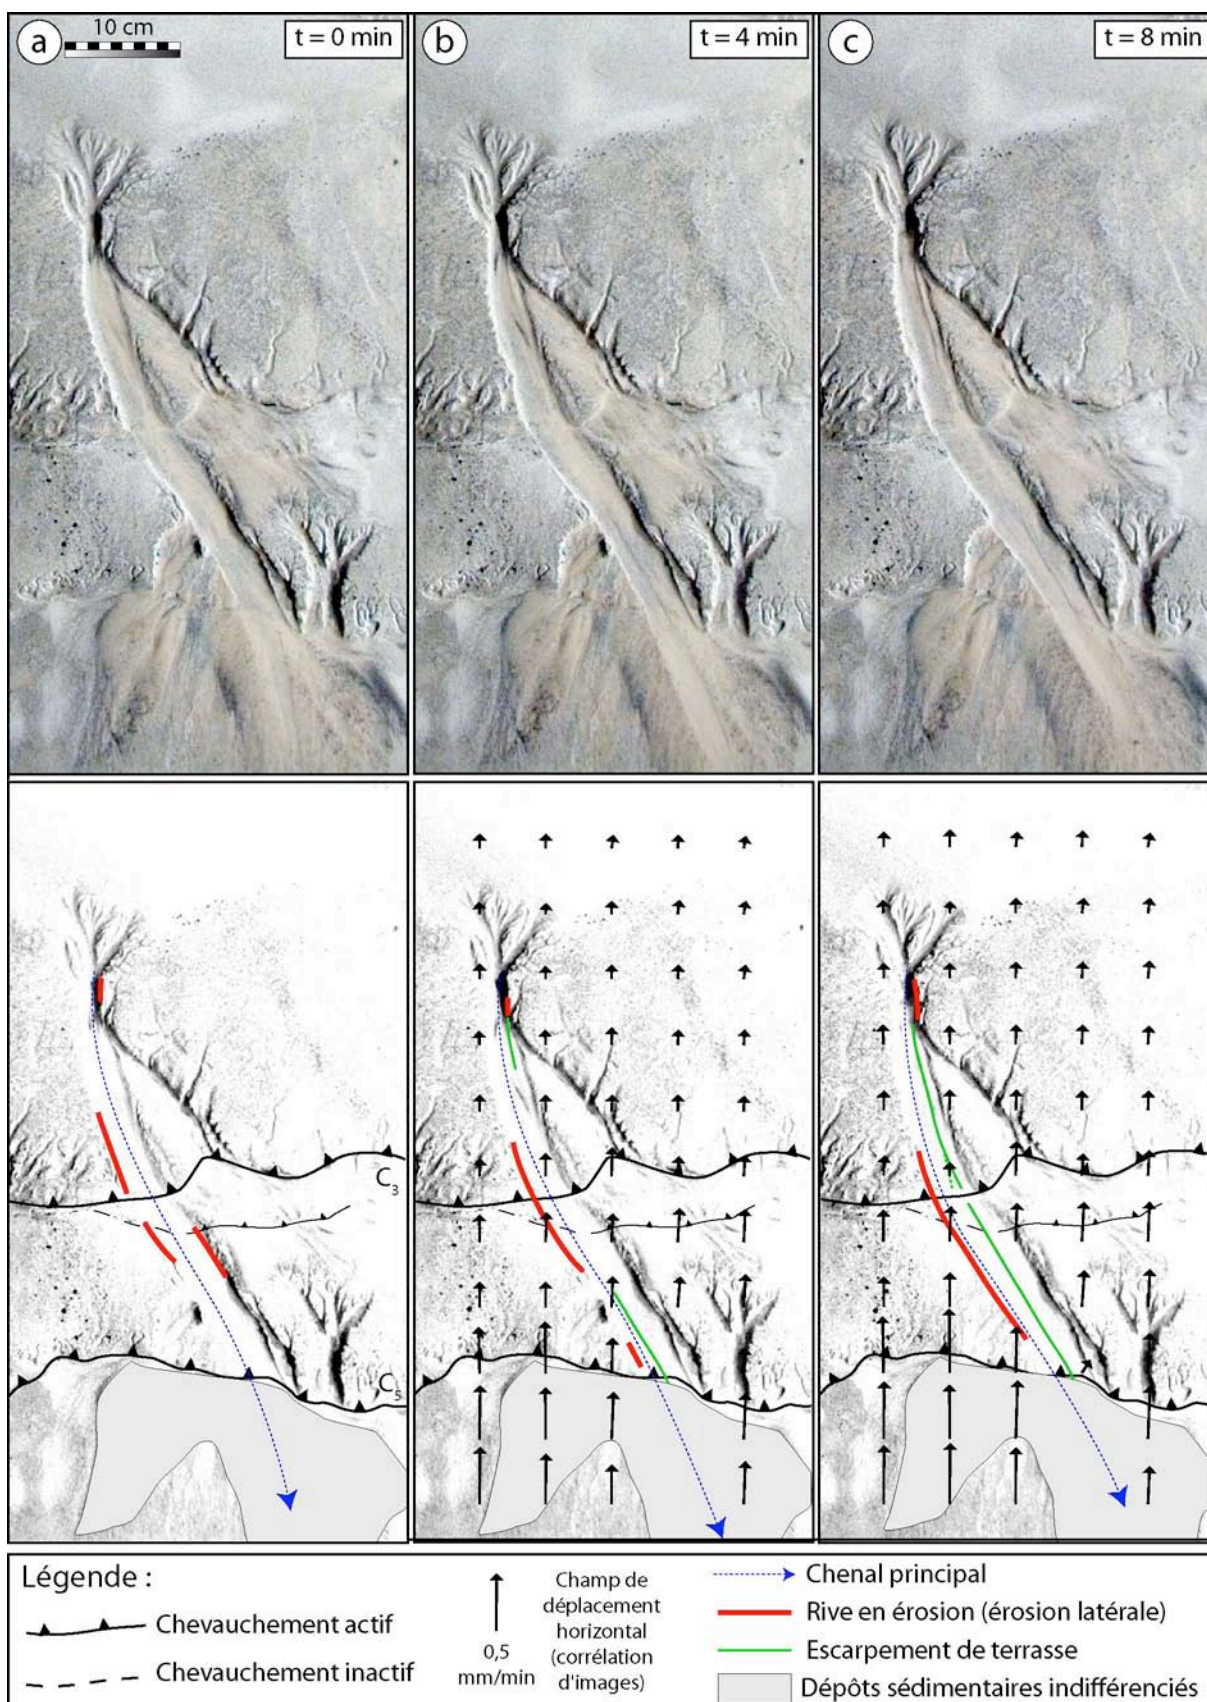 a
10 cm
t = 0 min
b
t = 4 min
c
t = 8 min
C3
C5
Légende :
Chevauchement actif
Chevauchement inactif
0,5
mm/min
Champ de
déplacement
horizontal
(corrélation
d'images)
Chenal principal
Rive en érosion (érosion latérale)
Escarpement de terrasse
Dépôts sédimentaires indifférenciés